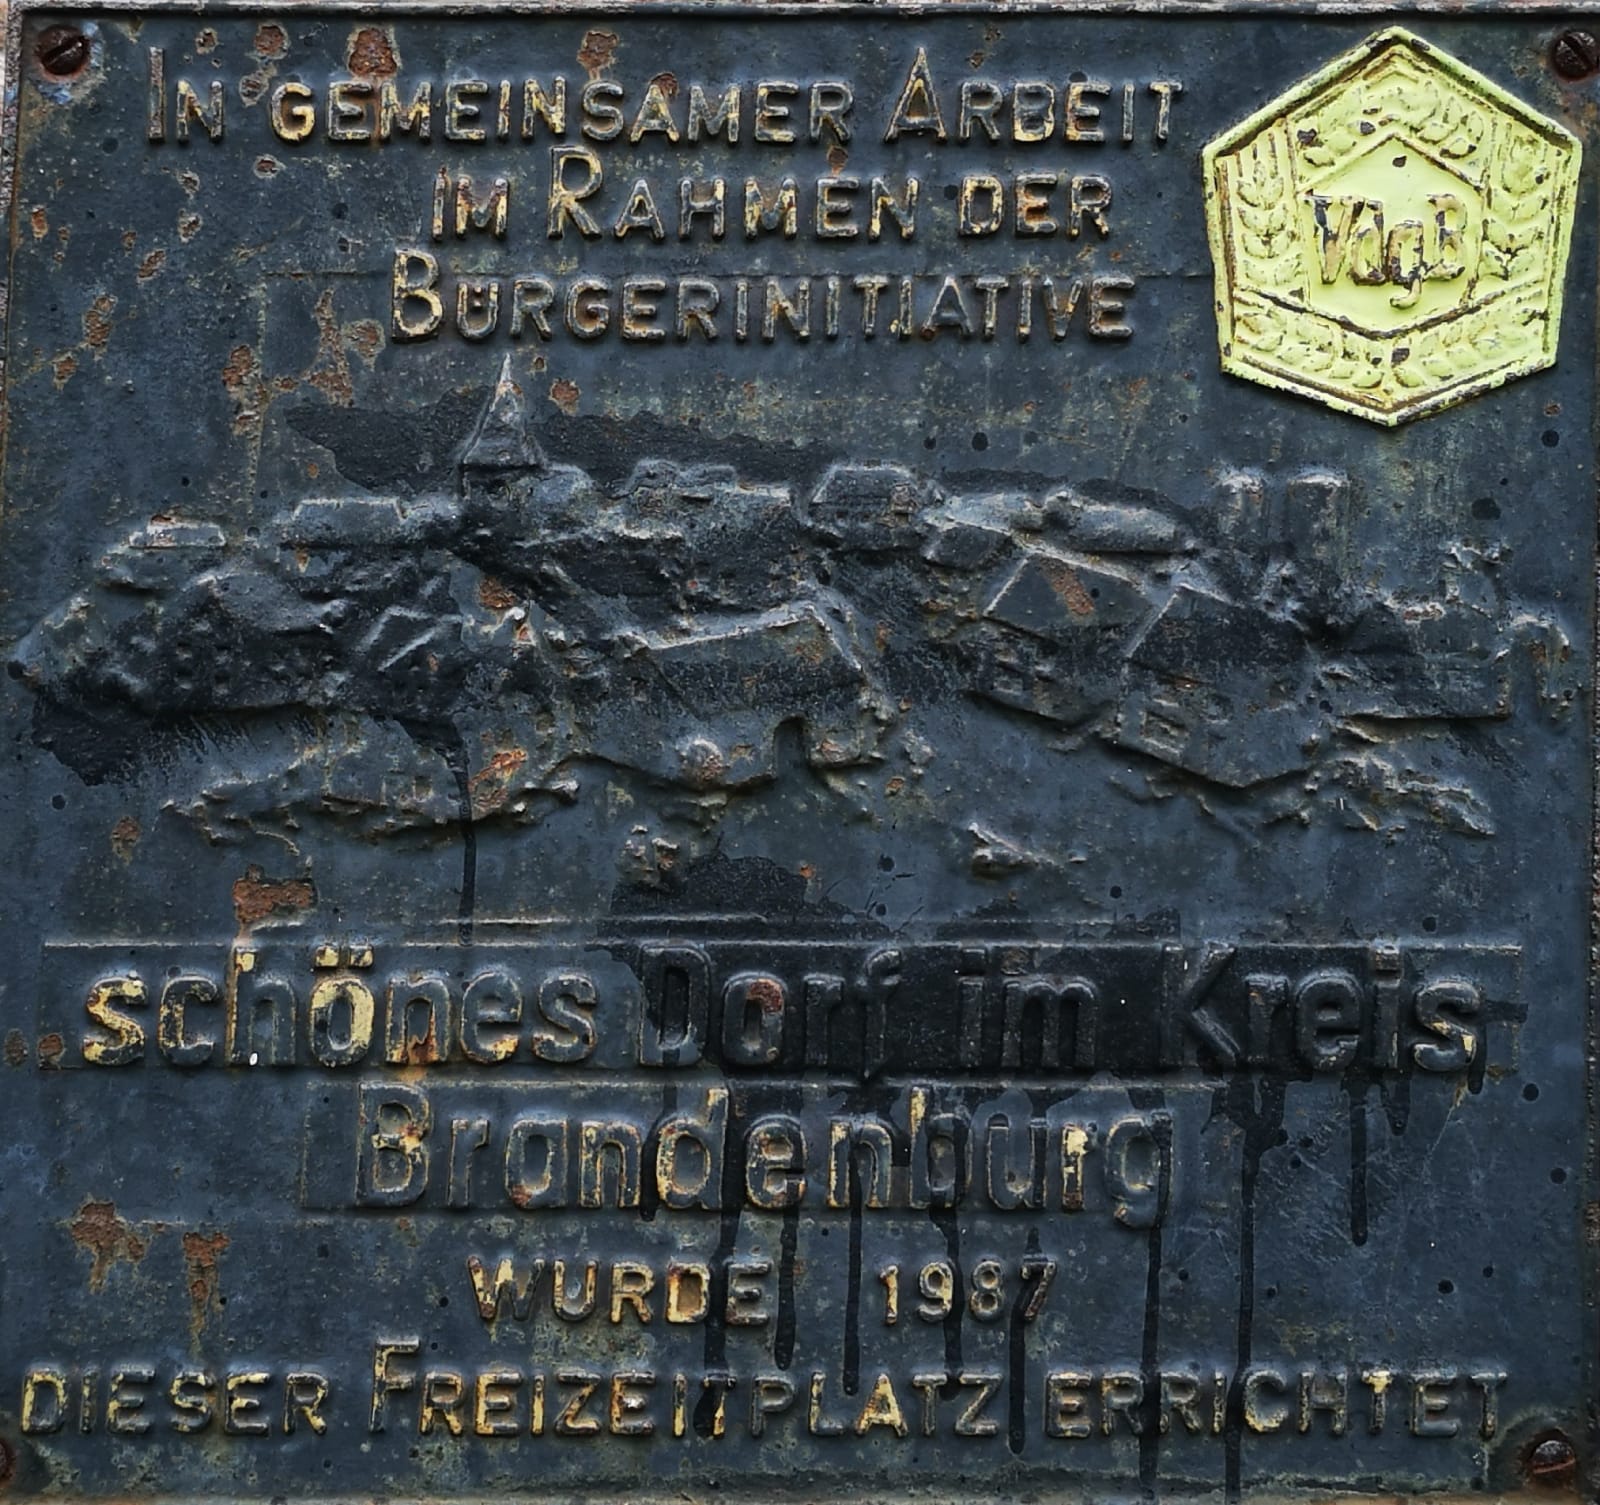 In gemeinsamer Arbeit
im Rahmen der
Bürgerinitiative
VdgB
schönes Dorf im Kreis
Brandenburg
wurde 1987
dieser Freizeitplatz errichtet